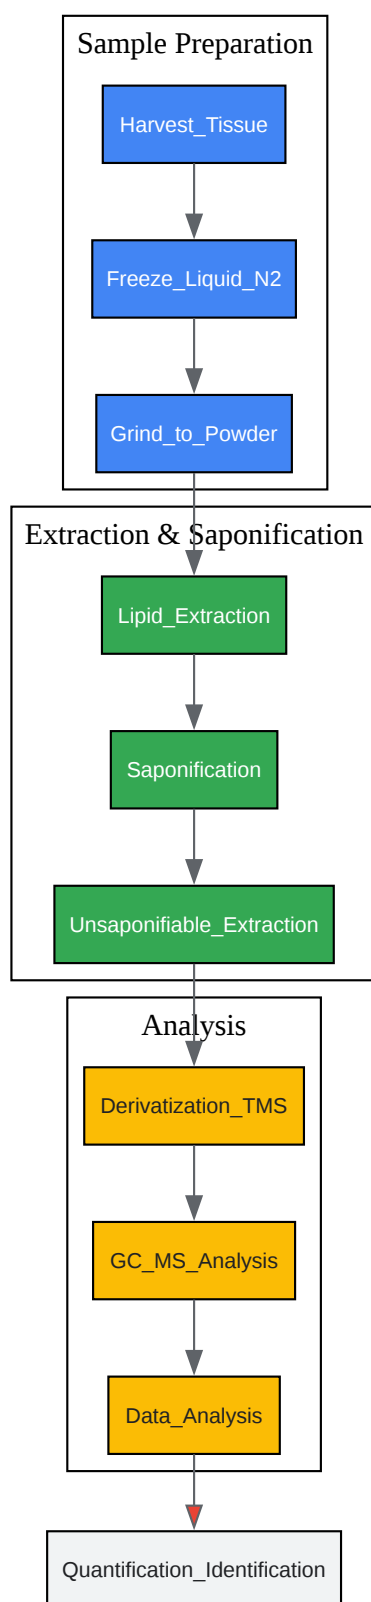 Sample Preparation
Harvest_Tissue
Freeze_Liquid_N2
Grind_to_Powder
Extraction & Saponification
Lipid_Extraction
Saponification
Unsaponifiable_Extraction
Analysis
Derivatization_TMS
GC_MS_Analysis
Data_Analysis
Quantification_Identification